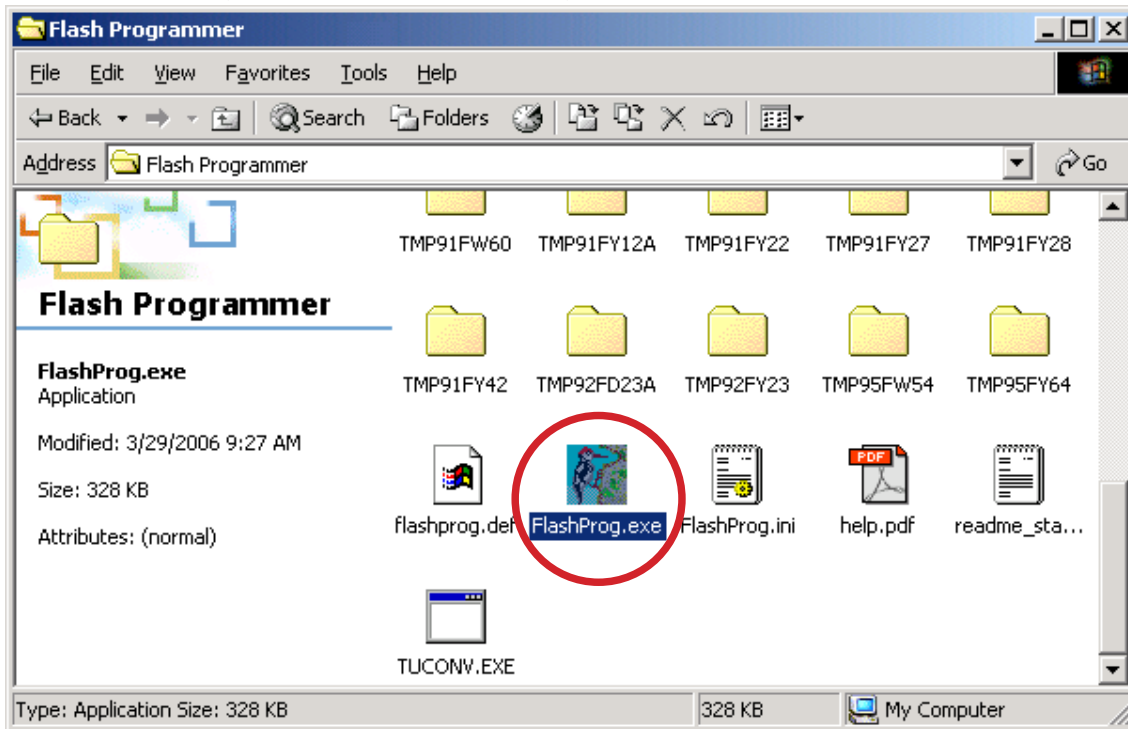 Flash Programmer
File Edit View Favorites Tools Help
Back Search Folders
Address Flash Programmer Go
Flash Programmer
FlashProg.exe
Application
Modified: 3/29/2006 9:27 AM
Size: 328 KB
Attributes: (normal)
TMP91FW60 TMP91FY12A TMP91FY22 TMP91FY27 TMP91FY28
TMP91FY42 TMP92FD23A TMP92FY23 TMP95FW54 TMP95FY64
PDF
flashprog.def FlashProg.exe FlashProg.ini help.pdf readme_sta...
TUCONV.EXE
Type: Application Size: 328 KB 328 KB My Computer